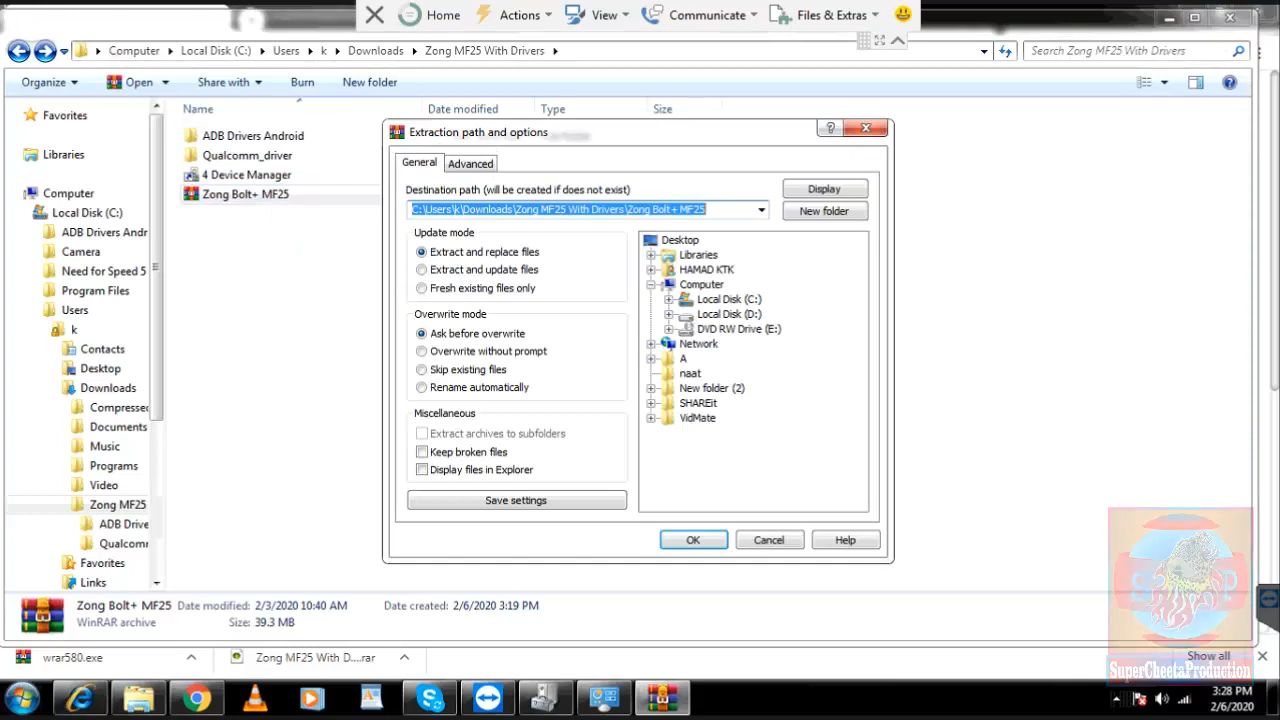 Home
Actions
View
Communicate
Files & Extras
Computer
Local Disk (C:)
Users
k
Downloads
Zong MF25 With Drivers
Search Zong MF25 With Drivers
Organize
Open
Share with
Burn
New folder
Favorites
Libraries
Computer
Local Disk (C:)
ADB Drivers Andr
Camera
Need for Speed 5
Program Files
Users
k
Contacts
Desktop
Downloads
Compressed
Documents
Music
Programs
Video
Zong MF25
ADB Drive
Qualcomm
Favorites
Links
Name
Date modified
Type
Size
ADB Drivers Android
Qualcomm_driver
4 Device Manager
Zong Bolt+ MF25
Extraction path and options
General
Advanced
Destination path (will be created if does not exist)
Display
C:\Users\k\Downloads\Zong MF25 With Drivers\Zong Bolt+ MF25
New folder
Update mode
Extract and replace files
Extract and update files
Fresh existing files only
Overwrite mode
Ask before overwrite
Overwrite without prompt
Skip existing files
Rename automatically
Miscellaneous
Extract archives to subfolders
Keep broken files
Display files in Explorer
Save settings
Desktop
Libraries
HAMAD KTK
Computer
Local Disk (C:)
Local Disk (D:)
DVD RW Drive (E:)
Network
A
naat
New folder (2)
SHAREit
VidMate
OK
Cancel
Help
Zong Bolt+ MF25 Date modified: 2/3/2020 10:40 AM Date created: 2/6/2020 3:19 PM
WinRAR archive Size: 39.3 MB
wrar580.exe
Zong MF25 With D....rar
Show all
SuperCheetaProduction
3:28 PM
2/6/2020